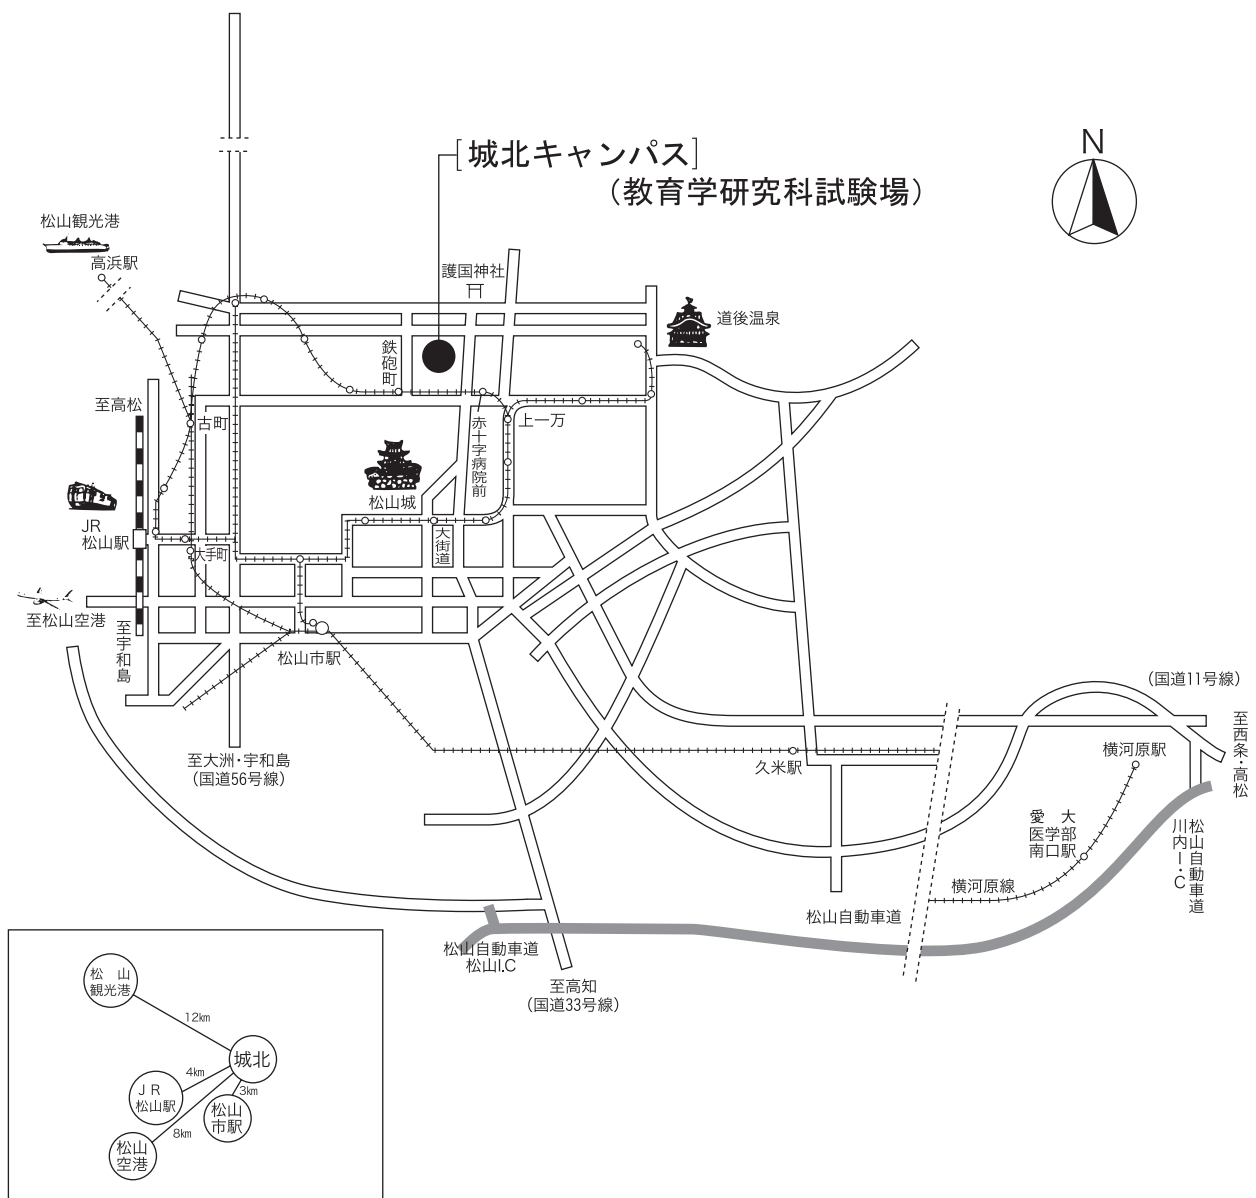 [城北キャンパス]
(教育学研究科試験場)
N
松山観光港
高浜駅
護国神社
道後温泉
鉄砲町
至高松
古町
上一万
赤十字病院前
松山城
JR
松山駅
大手町
大街道
至松山空港
至宇和島
松山市駅
(国道11号線)
至西条・高松
至大洲・宇和島
(国道56号線)
久米駅
横河原駅
愛 大
医学部
南口駅
松山自動車道
川内I・C
横河原線
松山自動車道
松山自動車道
松山I.C
至高知
(国道33号線)
松 山
観光港
12km
城北
4km
JR
松山駅
3km
松山
市駅
8km
松山
空港